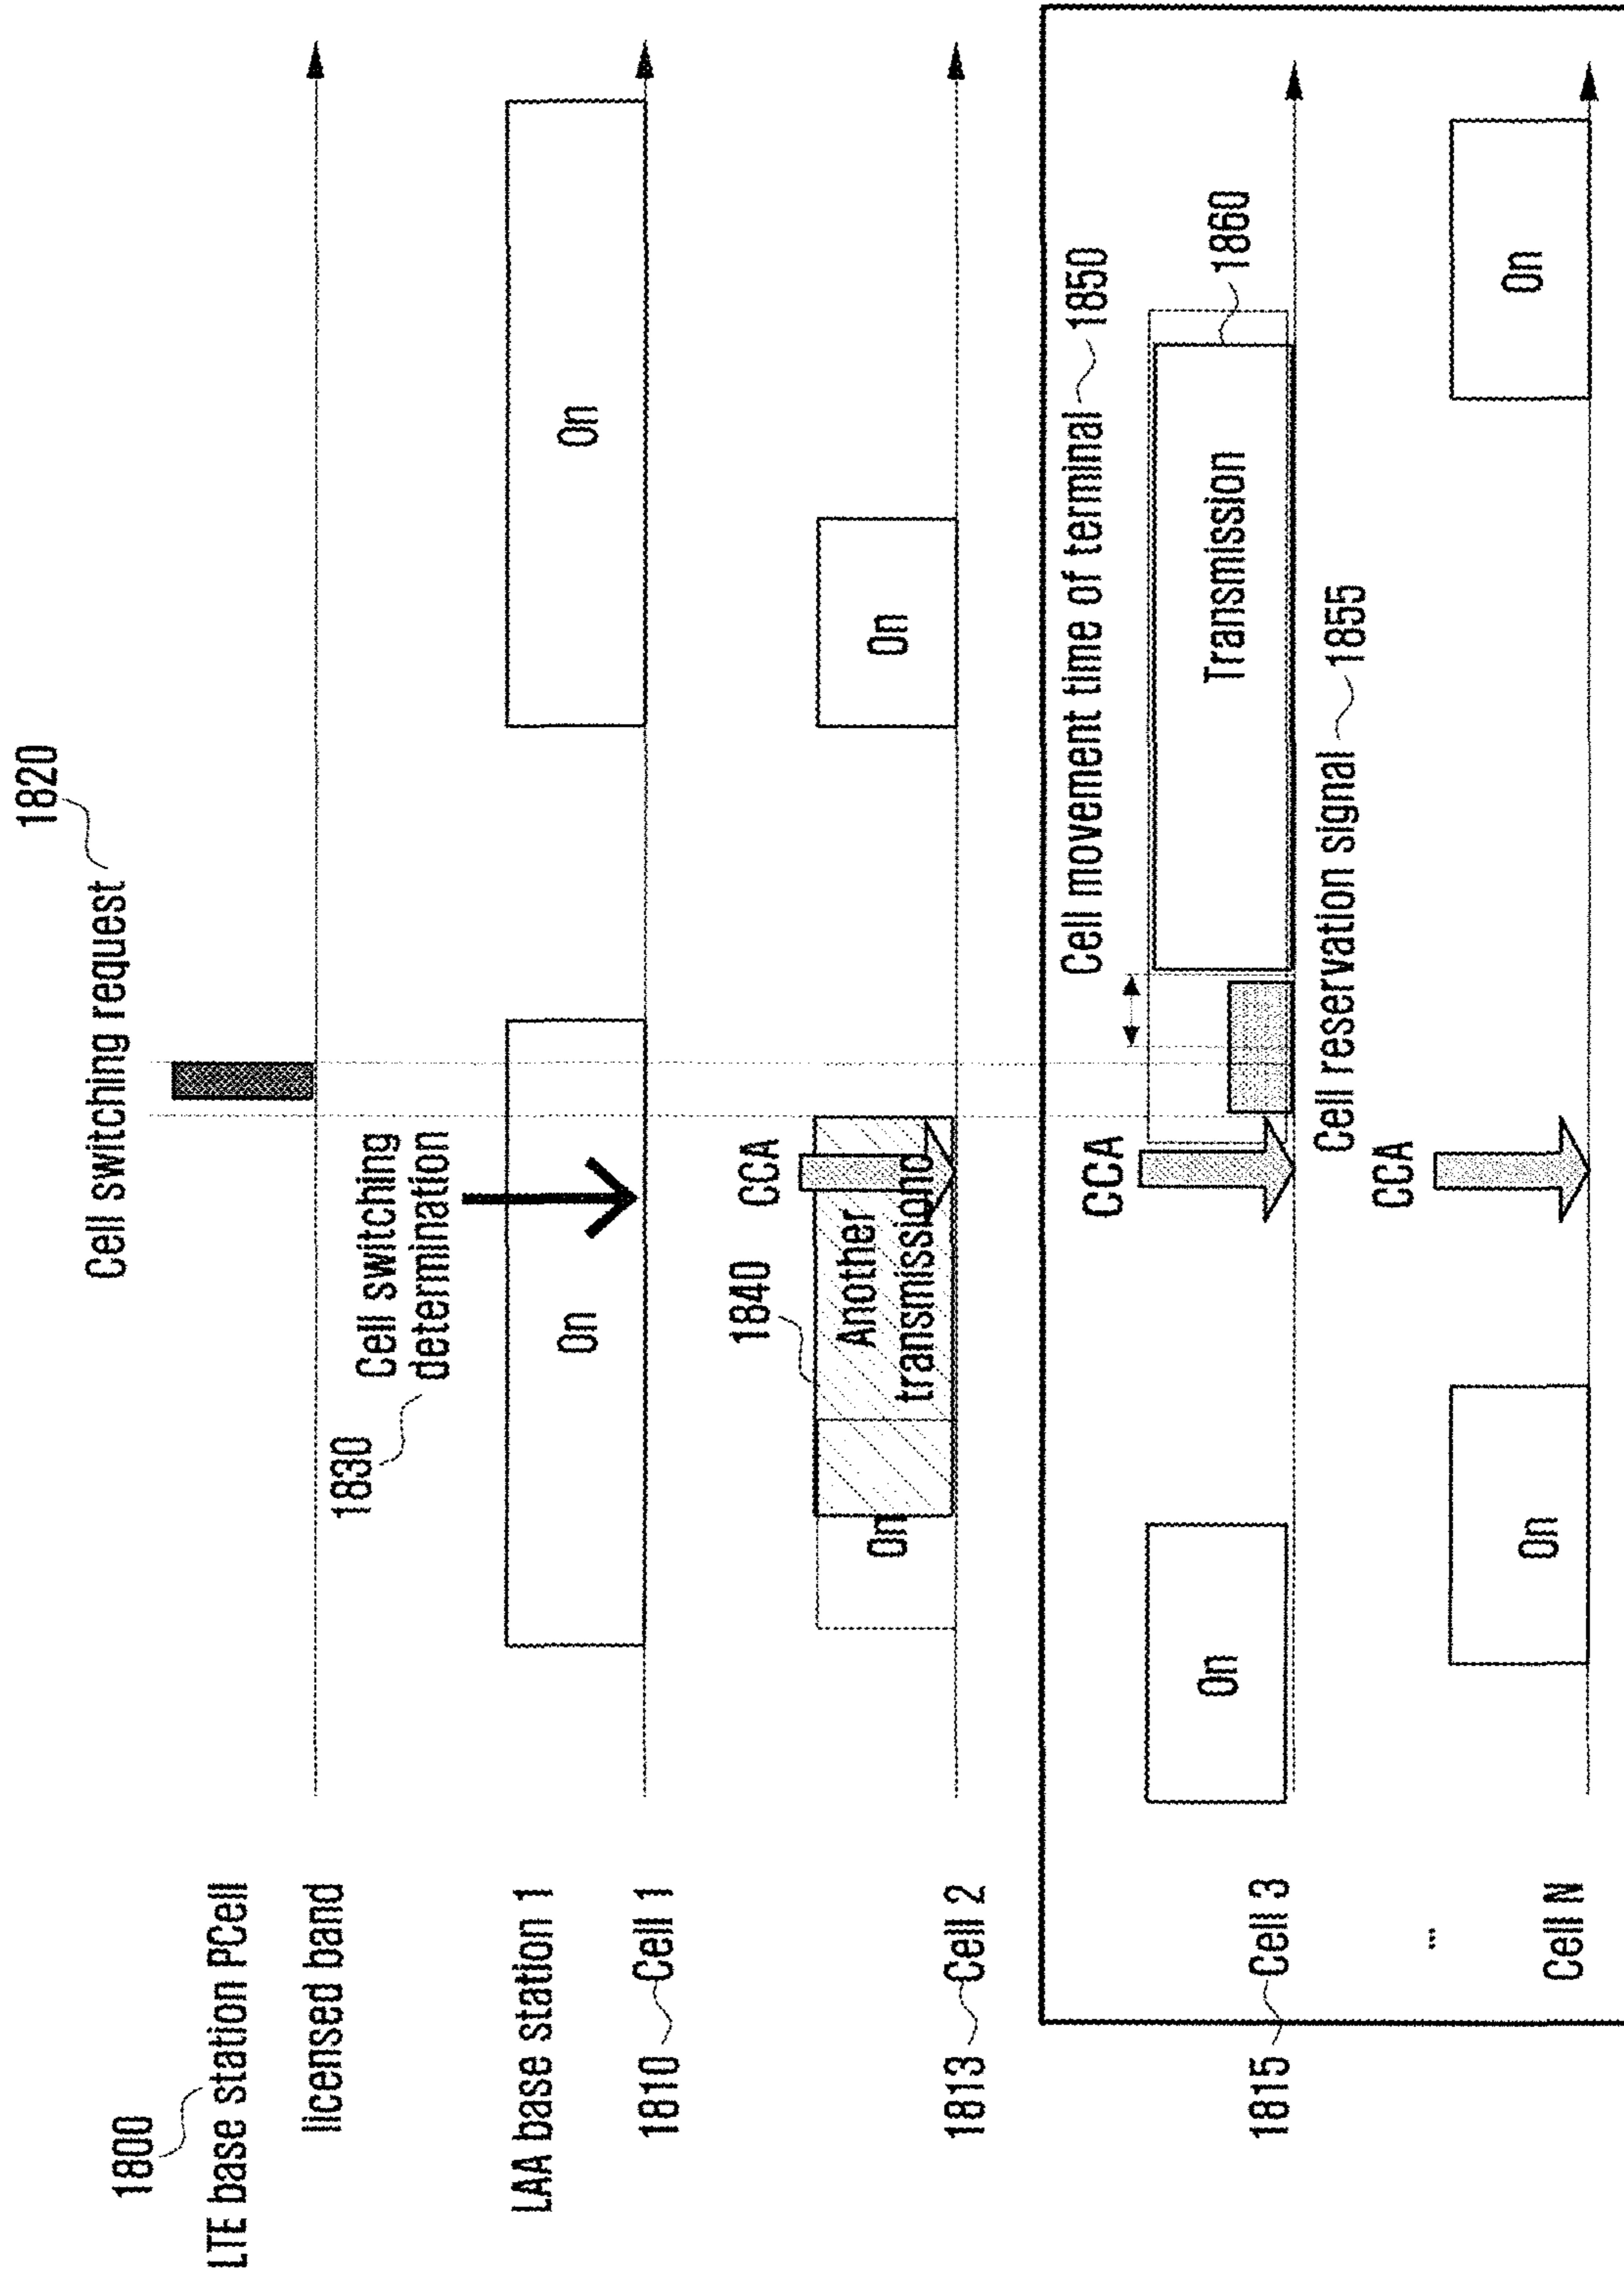 1820
Cell switching request
1800
LTE base station PCell
licensed band
1830
Cell switching
determination
LAA base station 1
1810 Cell 1
On
On
1840
CCA
1813 Cell 2
On
Another
transmissiond
On
Cell movement time of terminal 1850
CCA
1815 Cell 3
On
Transmission
1860
Cell reservation signal 1855
...
CCA
Cell N
On
On